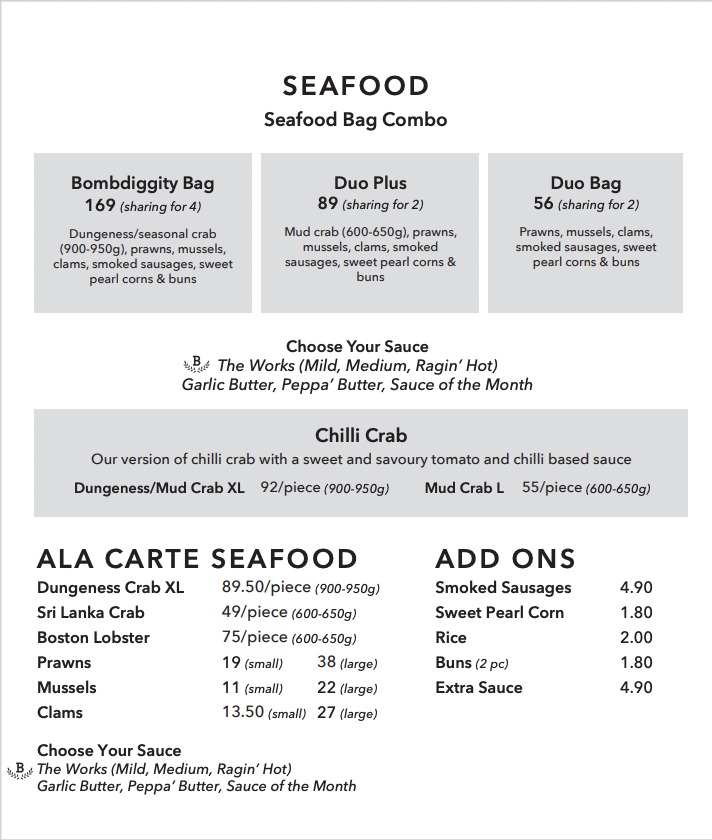 SEAFOOD
Seafood Bag Combo
Bombdiggity Bag
169 (sharing for 4)
Dungeness/seasonal crab
(900-950g), prawns, mussels,
clams, smoked sausages, sweet
pearl corns & buns
Duo Plus
89 (sharing for 2)
Mud crab (600-650g), prawns,
mussels, clams, smoked
sausages, sweet pearl corns &
buns
Duo Bag
56 (sharing for 2)
Prawns, mussels, clams,
smoked sausages, sweet
pearl corns & buns
Choose Your Sauce
B The Works (Mild, Medium, Ragin’ Hot)
Garlic Butter, Peppa’ Butter, Sauce of the Month
Chilli Crab
Our version of chilli crab with a sweet and savoury tomato and chilli based sauce
Dungeness/Mud Crab XL 92/piece (900-950g) Mud Crab L 55/piece (600-650g)
ALA CARTE SEAFOOD
Dungeness Crab XL 89.50/piece (900-950g)
Sri Lanka Crab 49/piece (600-650g)
Boston Lobster 75/piece (600-650g)
Prawns 19 (small) 38 (large)
Mussels 11 (small) 22 (large)
Clams 13.50 (small) 27 (large)
Choose Your Sauce
B The Works (Mild, Medium, Ragin’ Hot)
Garlic Butter, Peppa’ Butter, Sauce of the Month
ADD ONS
Smoked Sausages 4.90
Sweet Pearl Corn 1.80
Rice 2.00
Buns (2 pc) 1.80
Extra Sauce 4.90